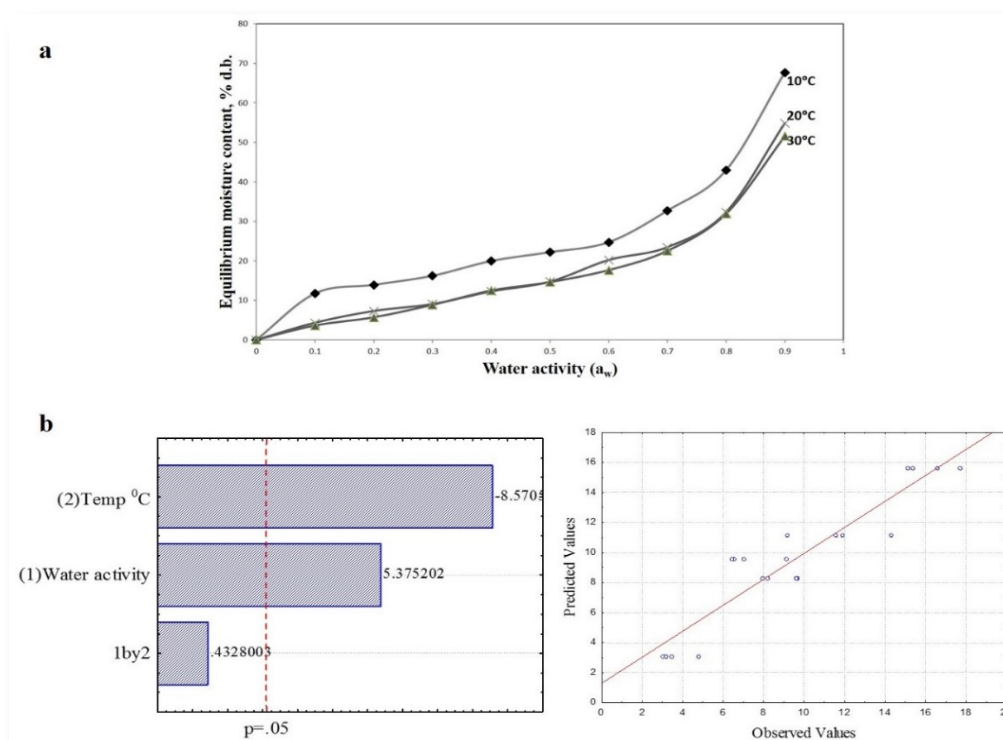 a
80
70
60
50
40
30
20
10
0
Equilibrium moisture content, % d.b.
10°C
20°C
30°C
0 0.1 0.2 0.3 0.4 0.5 0.6 0.7 0.8 0.9 1
Water activity (aw)
b
(2)Temp ⁰C
(1)Water activity
1by2
-8.570
5.375202
.4328003
p=.05
18
16
14
12
10
8
6
4
2
0
Predicted Values
0 2 4 6 8 10 12 14 16 18
Observed Values